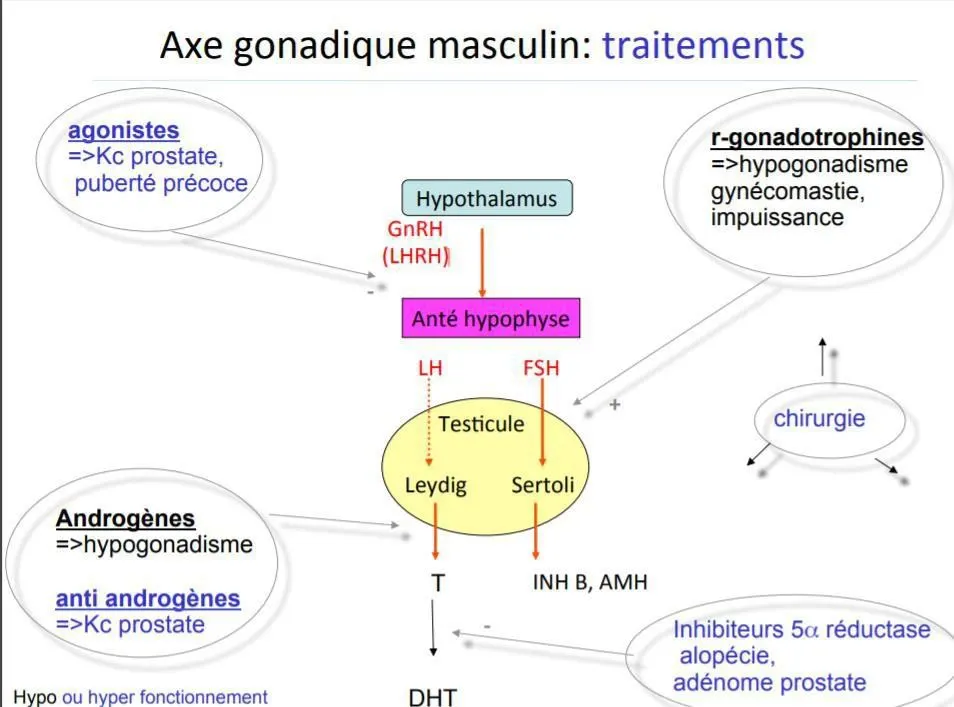 Axe gonadique masculin: traitements
agonistes
=>Kc prostate,
puberté précoce
r-gonadotrophines
=>hypogonadisme
gynécomastie,
impuissance
Hypothalamus
GnRH
(LHRH)
-
Anté hypophyse
LH
FSH
+
chirurgie
Testicule
Leydig
Sertoli
Androgènes
=>hypogonadisme
anti androgènes
=>Kc prostate
T
INH B, AMH
-
Inhibiteurs 5α réductase
alopécie,
adénome prostate
DHT
Hypo ou hyper fonctionnement